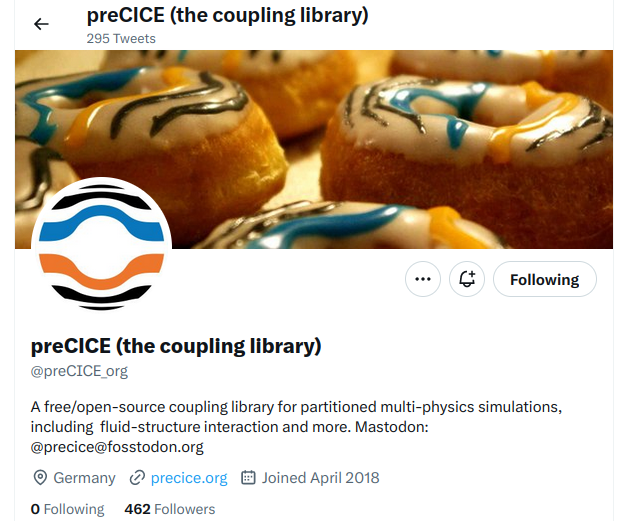 preCICE (the coupling library)
295 Tweets
Following
preCICE (the coupling library)
@preCICE_org
A free/open-source coupling library for partitioned multi-physics simulations,
including fluid-structure interaction and more. Mastodon:
@precice@fosstodon.org
Germany precice.org Joined April 2018
0 Following 462 Followers